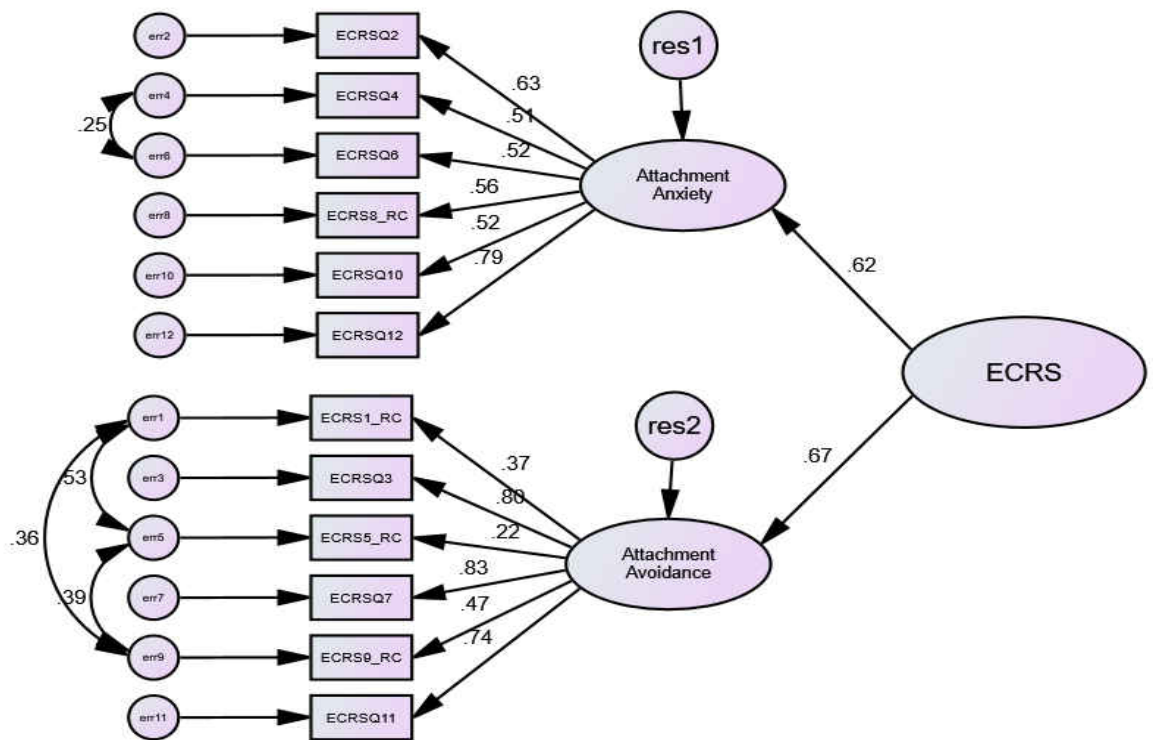 err2
ECRSQ2
res1
.63
err4
ECRSQ4
.51
.25
err6
ECRSQ6
.52
Attachment
Anxiety
err8
ECRS8_RC
.56
.52
err10
ECRSQ10
.79
.62
err12
ECRSQ12
ECRS
err1
ECRS1_RC
res2
.37
.67
.53
err3
ECRSQ3
.80
.36
err5
ECRS5_RC
.22
Attachment
Avoidance
.39
err7
ECRSQ7
.83
.47
err9
ECRS9_RC
.74
err11
ECRSQ11